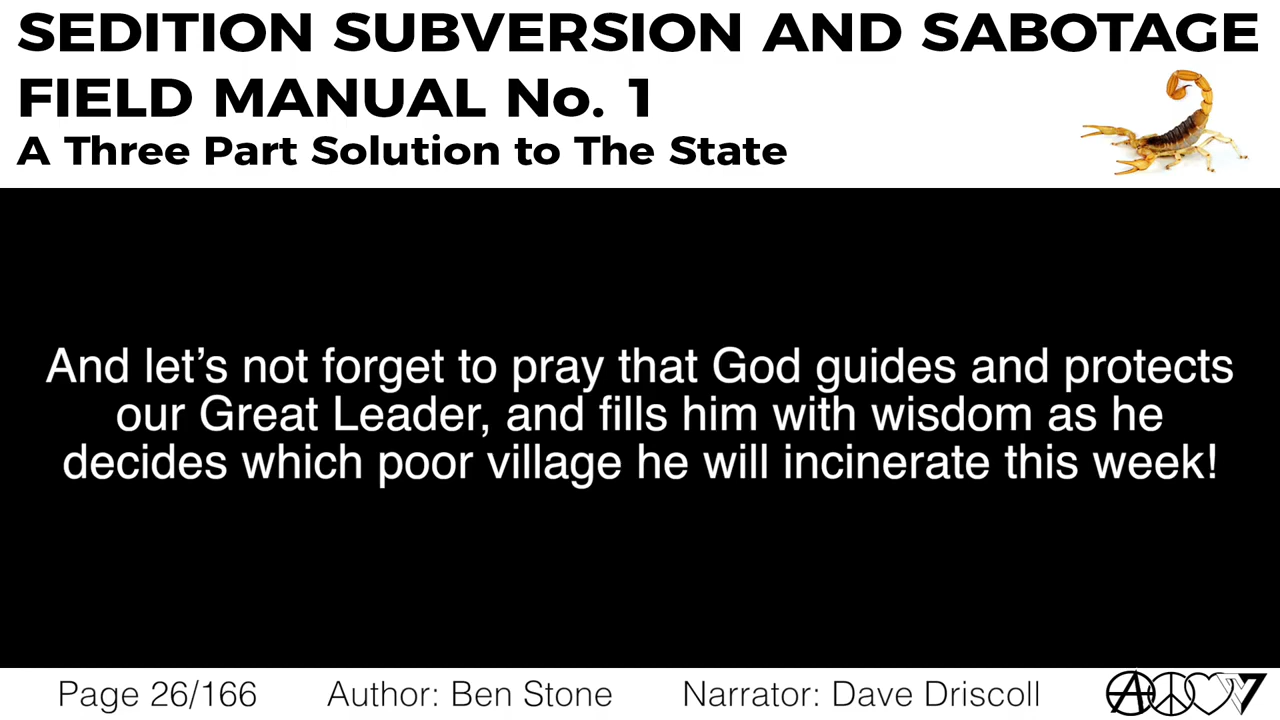 SEDITION SUBVERSION AND SABOTAGE
FIELD MANUAL No. 1
A Three Part Solution to The State
And let’s not forget to pray that God guides and protects
our Great Leader, and fills him with wisdom as he
decides which poor village he will incinerate this week!
Page 26/166 Author: Ben Stone Narrator: Dave Driscoll